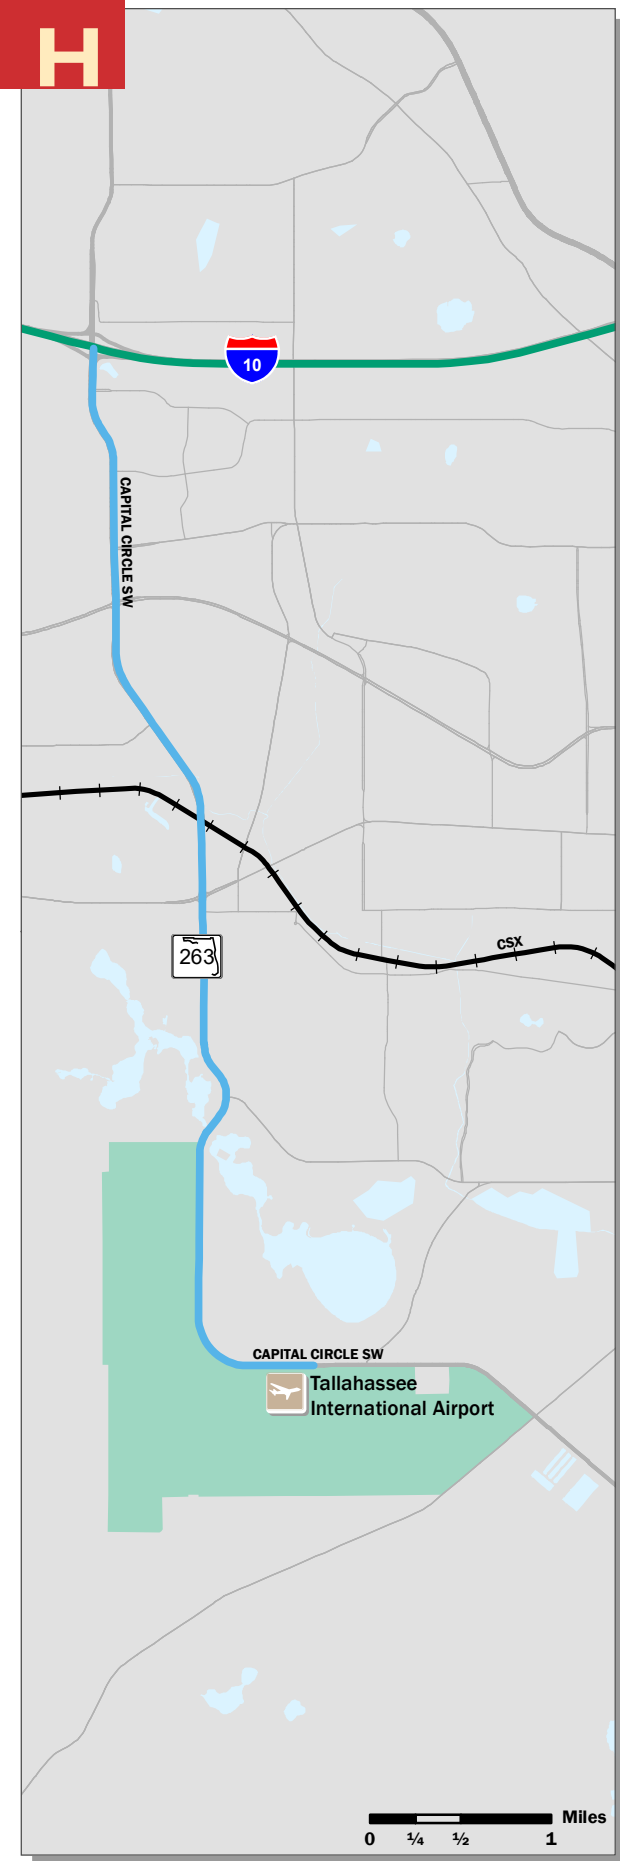 H
10
CAPITAL CIRCLE SW
263
CSX
CAPITAL CIRCLE SW
Tallahassee
International Airport
Miles
0 ¼ ½ 1